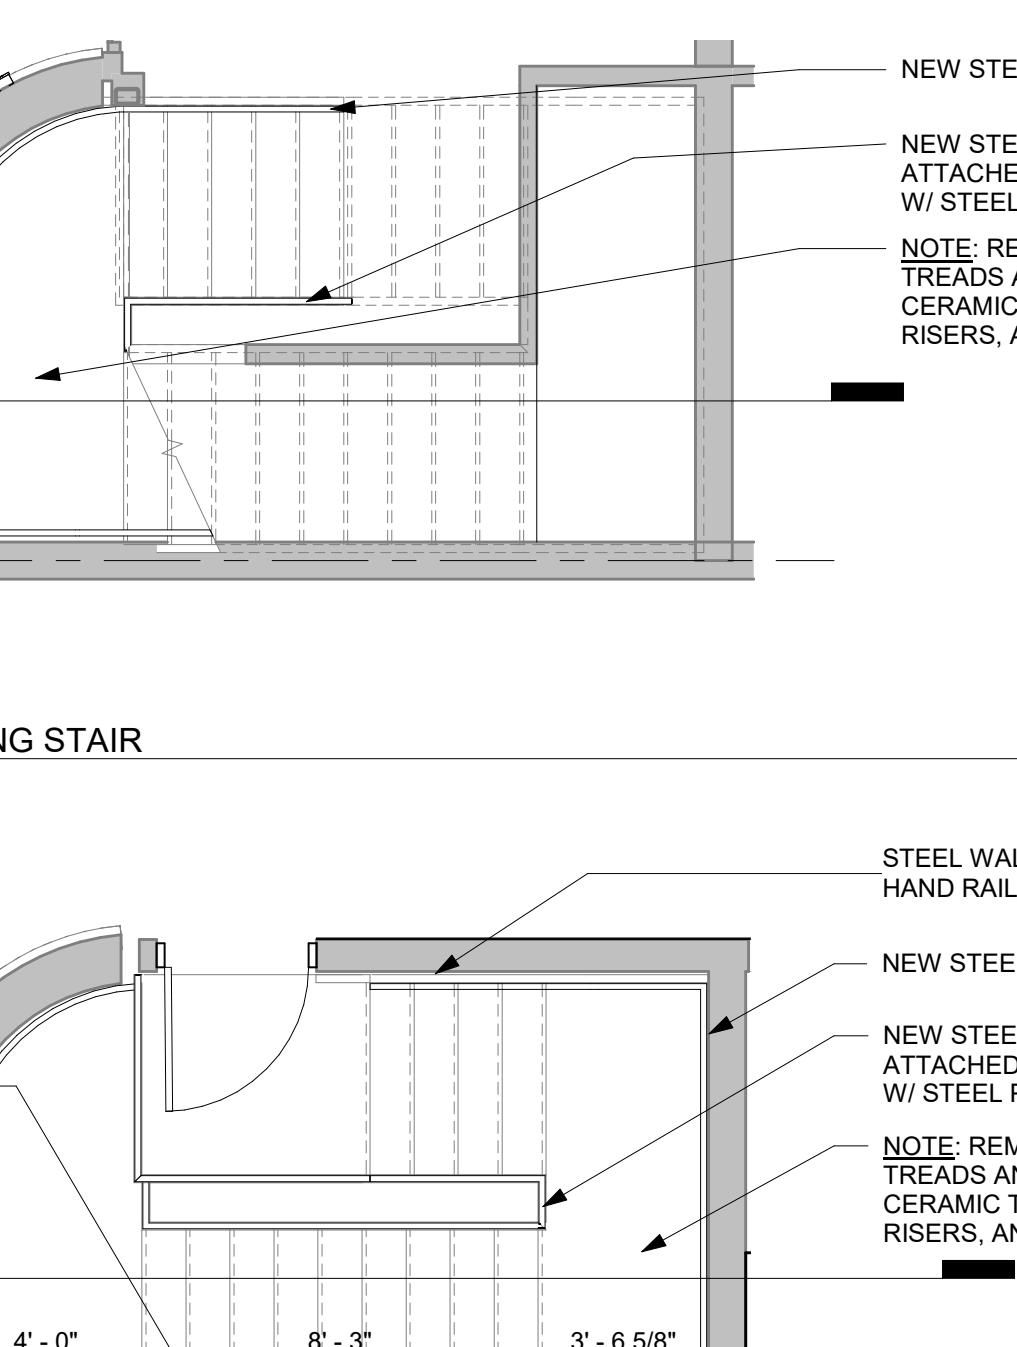 NEW STE
NEW STE
ATTACHE
W/ STEEL
NOTE: RE
TREADS A
CERAMIC
RISERS, A
NG STAIR
STEEL WAL
HAND RAIL
NEW STEE
NEW STEE
ATTACHED
W/ STEEL P
NOTE: REM
TREADS AN
CERAMIC T
RISERS, AN
4' - 0"
8' - 3"
3' - 6 5/8"